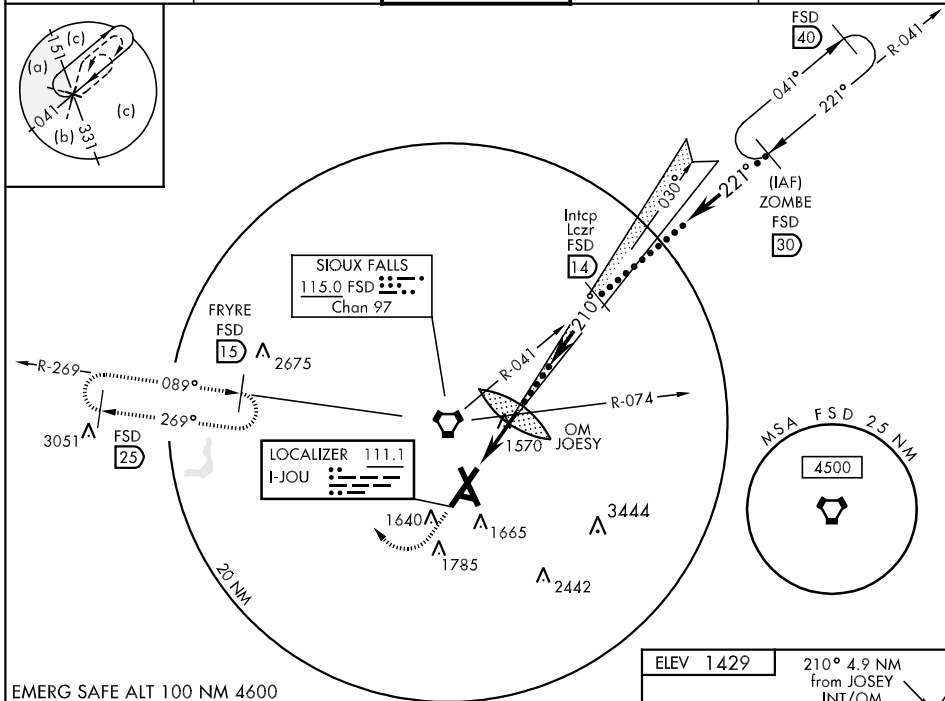 151
(c)
(a)
041
(b)
331
(c)
FSD
40
R-041
041°
221°
221°
(IAF)
ZOMBE
FSD
30
030°
Intcp
Lczr
FSD
14
210°
SIOUX FALLS
115.0 FSD
Chan 97
FRYRE
FSD
15
2675
R-269
089°
269°
3051
FSD
25
R-041
R-074
OM
JOESY
1570
LOCALIZER 111.1
I-JOU
1640
1665
1785
3444
2442
20 NM
MSA FSD 25 NM
4500
EMERG SAFE ALT 100 NM 4600
ELEV 1429
210° 4.9 NM
from JOSEY
INT/OM